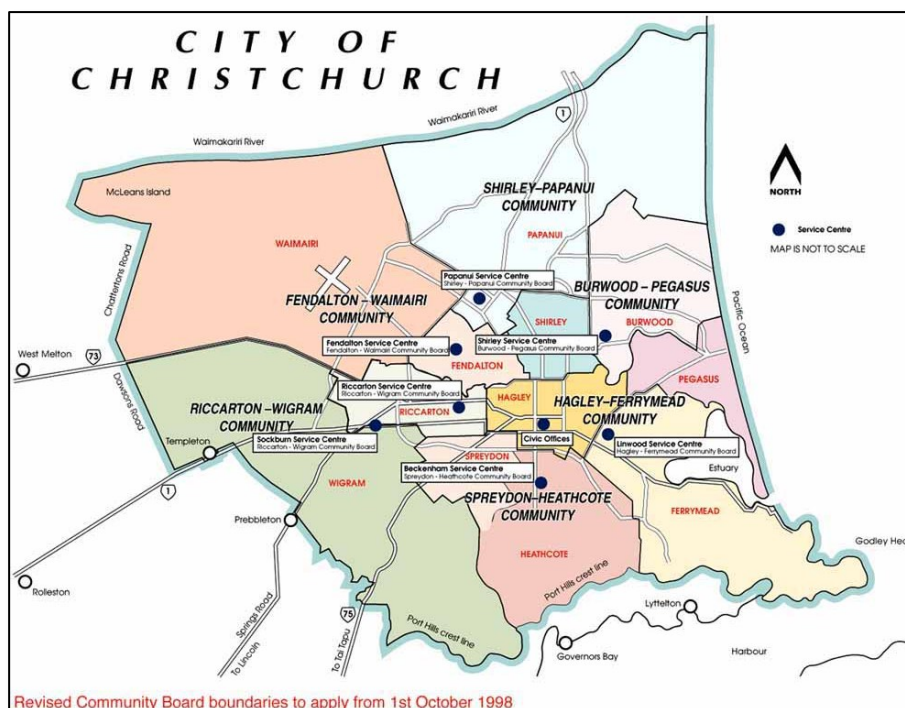 CITY OF
CHRISTCHURCH
Waimakariri River
Waimakariri River
1
McLeans Island
NORTH
Service Centre
MAP IS NOT TO SCALE
SHIRLEY–PAPANUI
COMMUNITY
PAPANUI
WAIMAIRI
Chattertons Road
Papanui Service Centre
Shirley - Papanui Community Board
BURWOOD – PEGASUS
COMMUNITY
FENDALTON – WAIMAIRI
COMMUNITY
SHIRLEY
BURWOOD
Pacific Ocean
Fendalton Service Centre
Fendalton - Waimairi Community Board
Shirley Service Centre
Burwood - Pegasus Community Board
West Melton
73
FENDALTON
PEGASUS
Dawsons Road
Riccarton Service Centre
Riccarton - Wigram Community Board
HAGLEY
HAGLEY–FERRYMEAD
COMMUNITY
RICCARTON –WIGRAM
COMMUNITY
RICCARTON
Sockburn Service Centre
Riccarton - Wigram Community Board
Civic Offices
Linwood Service Centre
Hagley - Ferrymead Community Board
Templeton
SPREYDON
Beckenham Service Centre
Spreydon - Heathcote Community Board
Estuary
WIGRAM
1
SPREYDON–HEATHCOTE
COMMUNITY
FERRYMEAD
Prebbleton
Godley He
HEATHCOTE
Rolleston
Port Hills crest line
Lyttelton
Springs Road
75
Port Hills crest line
To Lincoln
To Tai Tapu
Governors Bay
Harbour
Revised Community Board boundaries to apply from 1st October 1998